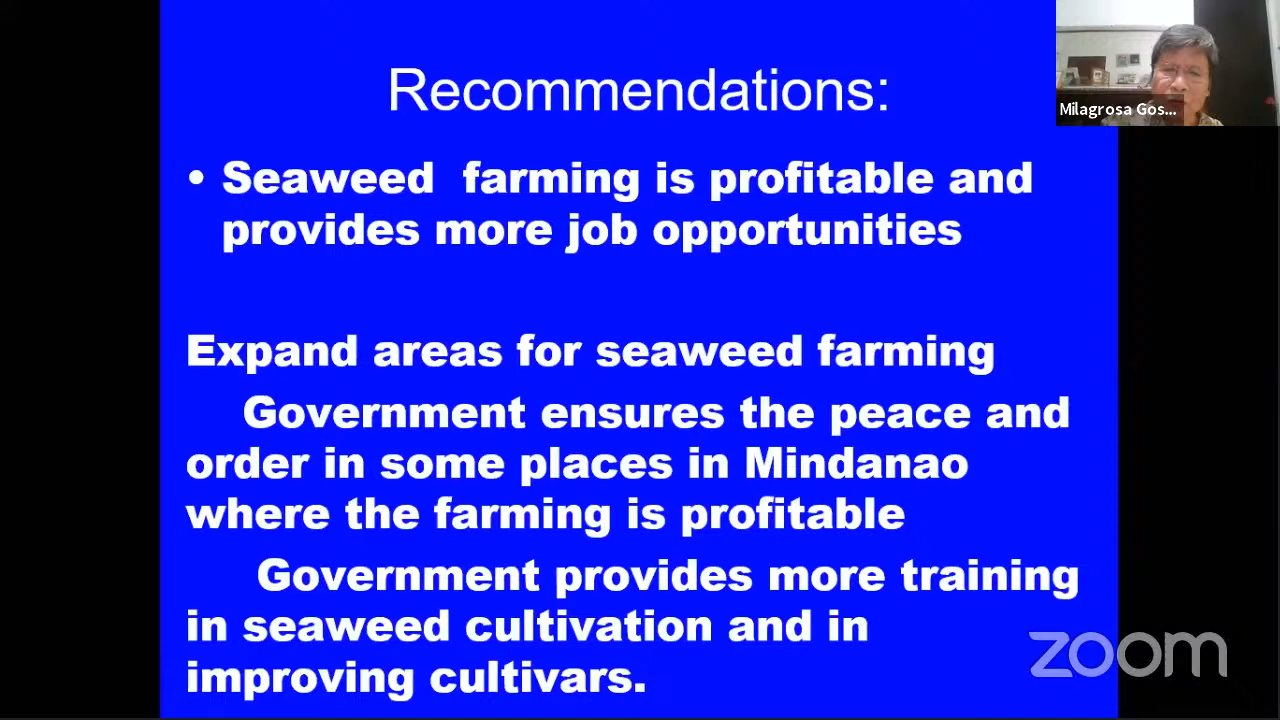 Recommendations:
Milagrosa Gos...
• Seaweed farming is profitable and
provides more job opportunities
Expand areas for seaweed farming
Government ensures the peace and
order in some places in Mindanao
where the farming is profitable
Government provides more training
in seaweed cultivation and in
improving cultivars.
zoom